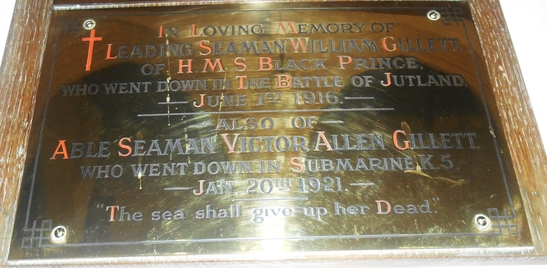 In Loving Memory of
Leading Seaman William Gillett.
of H.M.S Black Prince,
who went down in The Battle of Jutland,
— June 1st 1916. —
Also of
Able Seaman Victor Allen Gillett.
who went down in Submarine, K 5.
— Jan. 20th 1921. —
"The sea shall give up her Dead."